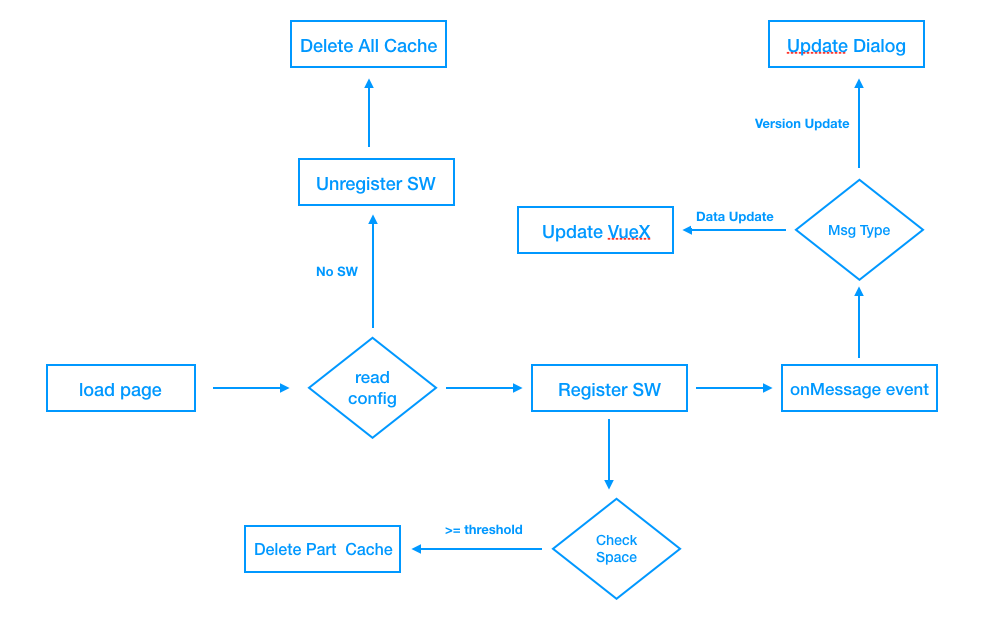 Delete All Cache
Update Dialog
Version Update
Unregister SW
Data Update
Update VueX
Msg Type
No SW
load page
read
config
Register SW
onMessage event
>= threshold
Delete Part  Cache
Check
Space